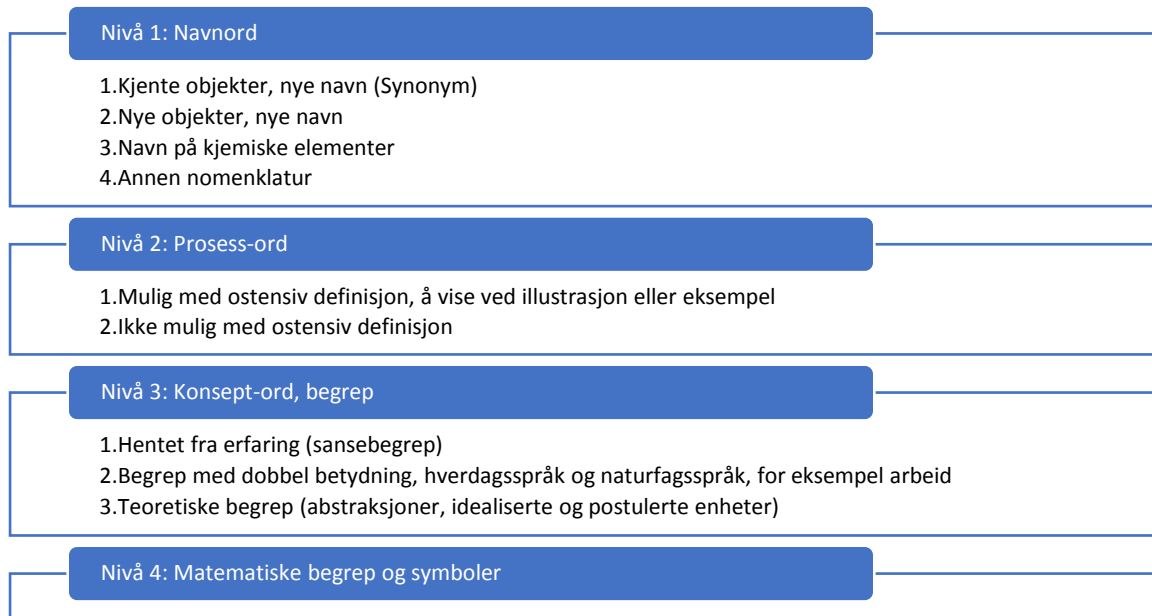 Nivå 1: Navnord
1.Kjente objekter, nye navn (Synonym)
2.Nye objekter, nye navn
3.Navn på kjemiske elementer
4.Annen nomenklatur
Nivå 2: Prosess-ord
1.Mulig med ostensiv definisjon, å vise ved illustrasjon eller eksempel
2.Ikke mulig med ostensiv definisjon
Nivå 3: Konsept-ord, begrep
1.Hentet fra erfaring (sansebegrep)
2.Begrep med dobbel betydning, hverdagsspråk og naturfagsspråk, for eksempel arbeid
3.Teoretiske begrep (abstraksjoner, idealiserte og postulerte enheter)
Nivå 4: Matematiske begrep og symboler